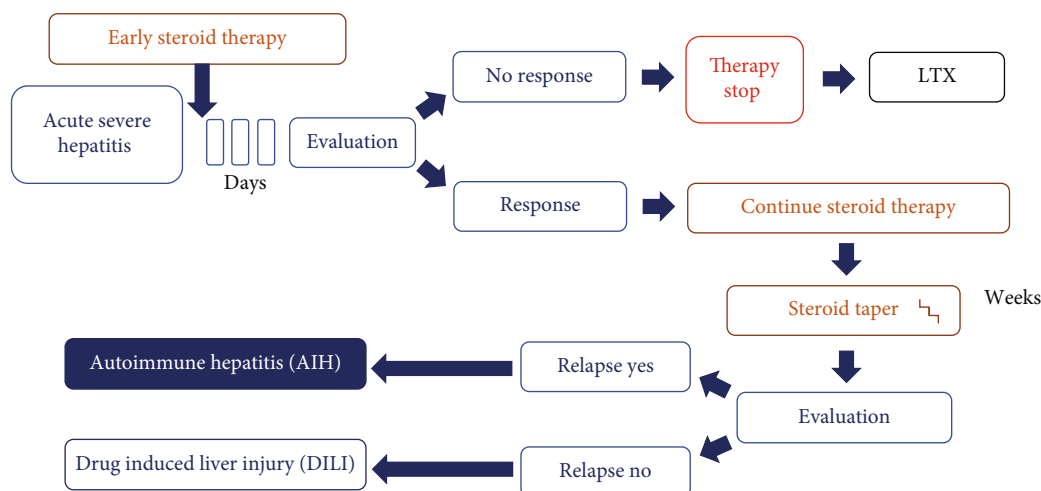 Early steroid therapy
Acute severe
hepatitis
Days
Evaluation
No response
Therapy
stop
LTX
Response
Continue steroid therapy
Steroid taper
Weeks
Evaluation
Relapse yes
Autoimmune hepatitis (AIH)
Relapse no
Drug induced liver injury (DILI)